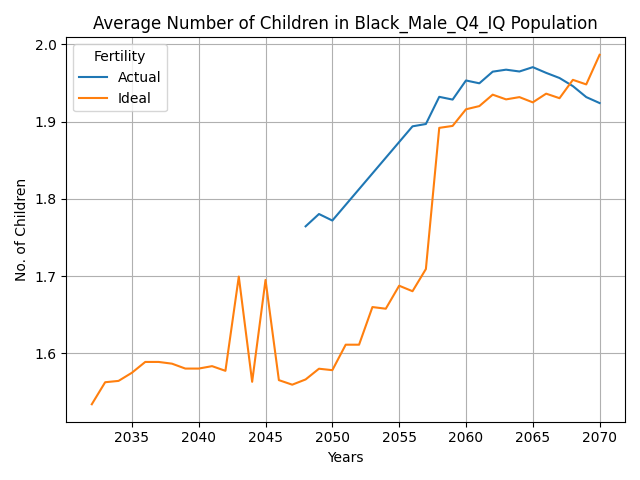 Average Number of Children in Black_Male_Q4_IQ Population
Fertility
Actual
Ideal
2.0
1.9
1.8
1.7
1.6
No. of Children
2035 2040 2045 2050 2055 2060 2065 2070
Years